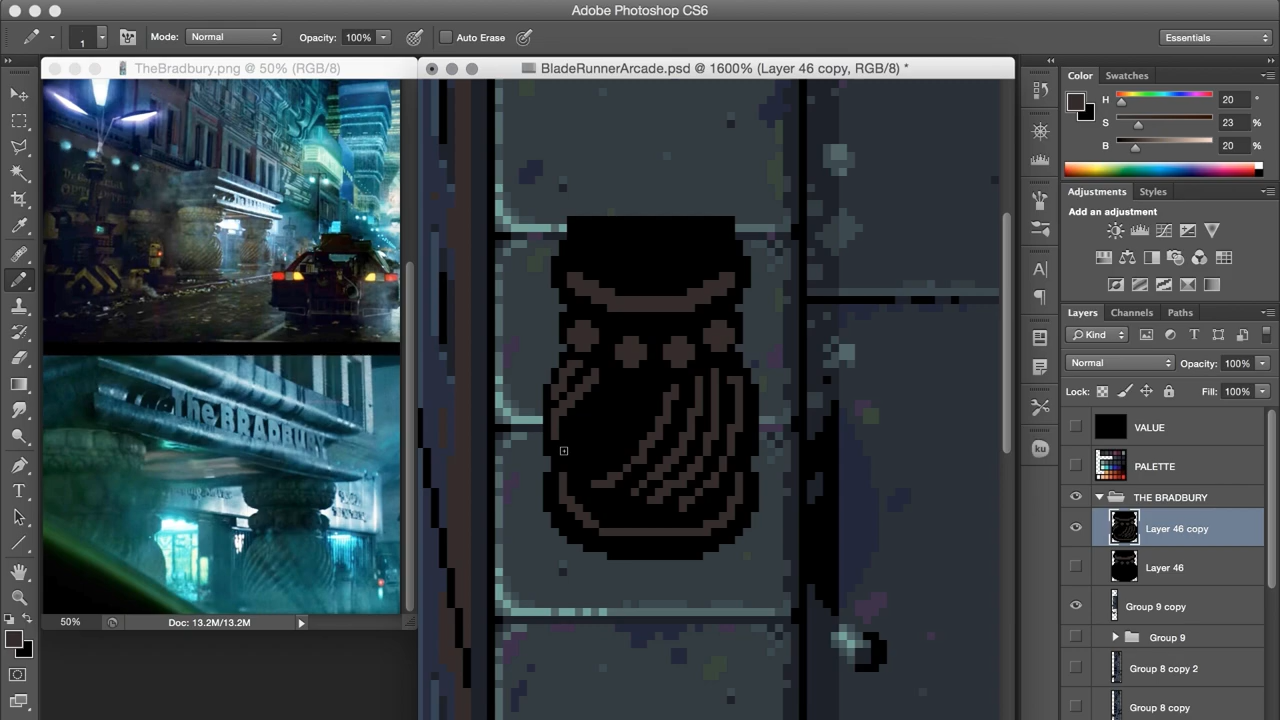 Adobe Photoshop CS6
1
Mode: Normal
Opacity: 100%
Auto Erase
Essentials
TheBradbury.png @ 50% (RGB/8)
BladeRunnerArcade.psd @ 1600% (Layer 46 copy, RGB/8) *
The BRADBURY
50%
Doc: 13.2M/13.2M
Color
Swatches
H 20 °
S 23 %
B 20 %
Adjustments
Styles
Add an adjustment
Layers
Channels
Paths
Kind
Normal
Opacity: 100%
Lock:
Fill: 100%
VALUE
PALETTE
THE BRADBURY
Layer 46 copy
Layer 46
Group 9 copy
Group 9
Group 8 copy 2
Group 8 copy
ku